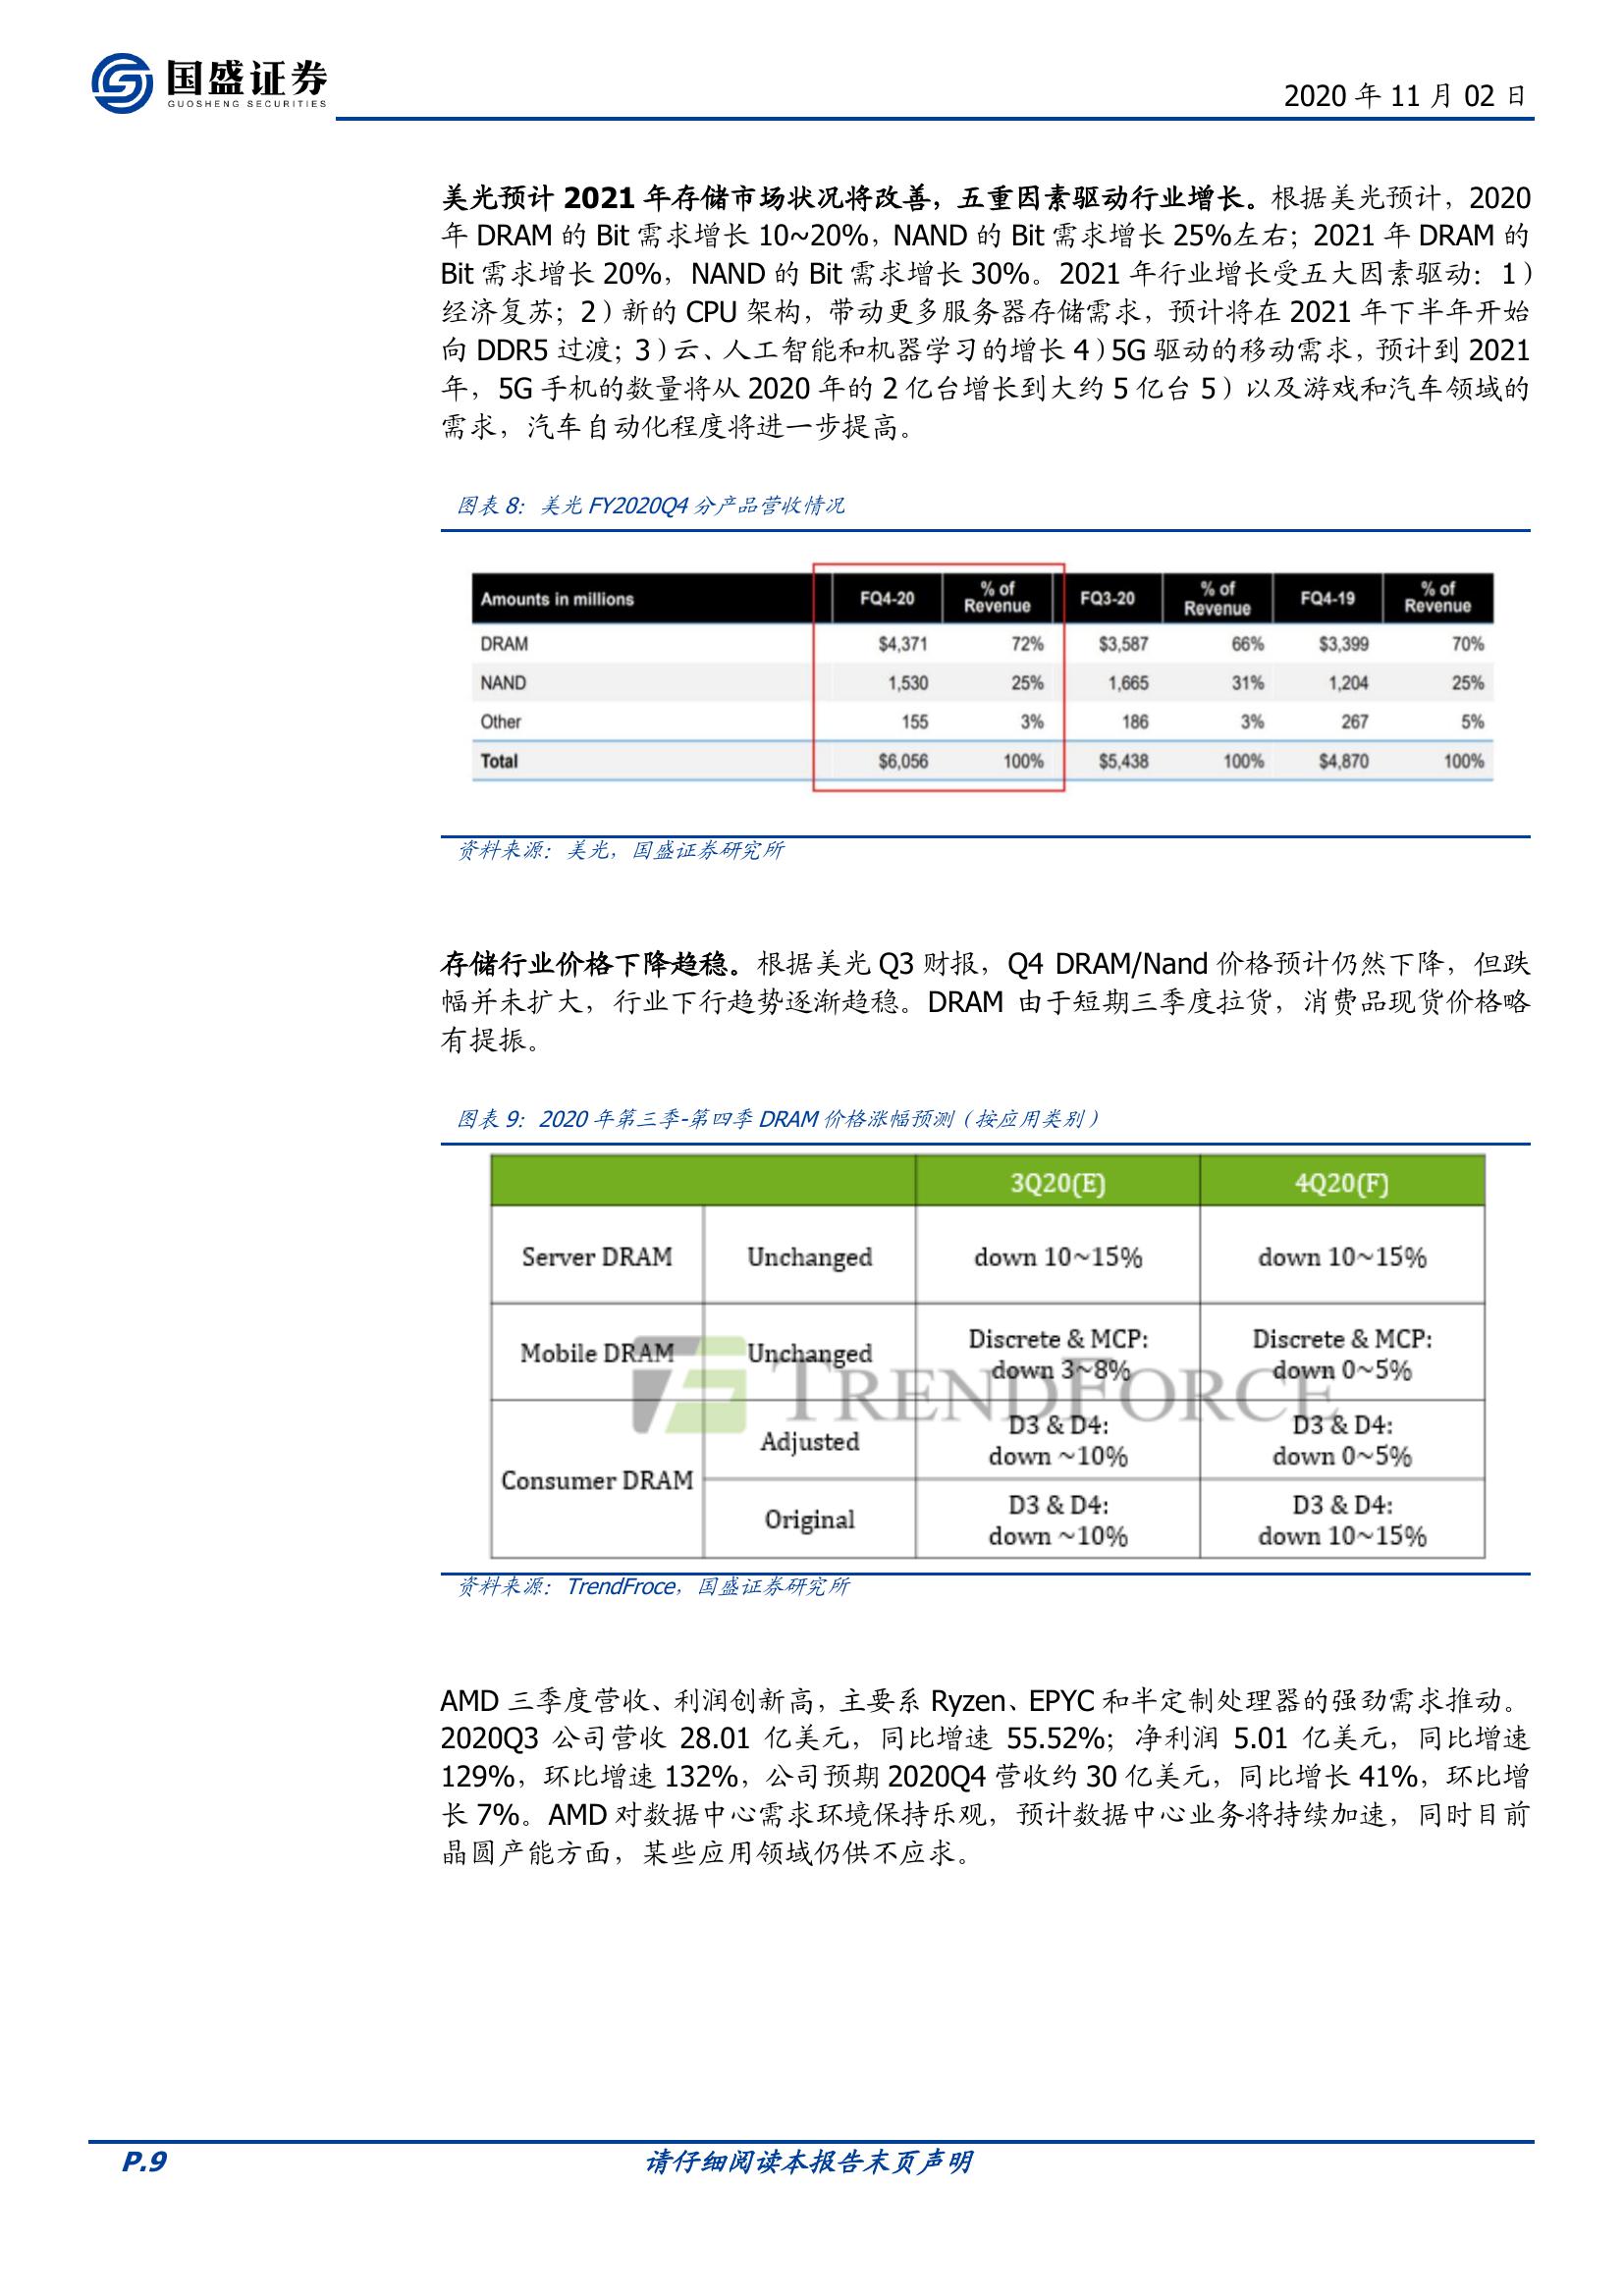 国盛证券
GUOSHENG SECURITIES
2020 年 11 月 02 日
美光预计 2021 年存储市场状况将改善，五重因素驱动行业增长。根据美光预计，2020
年 DRAM 的 Bit 需求增长 10~20%，NAND 的 Bit 需求增长 25%左右；2021 年 DRAM 的
Bit 需求增长 20%，NAND 的 Bit 需求增长 30%。2021 年行业增长受五大因素驱动：1）
经济复苏；2）新的 CPU 架构，带动更多服务器存储需求，预计将在 2021 年下半年开始
向 DDR5 过渡；3）云、人工智能和机器学习的增长 4）5G 驱动的移动需求，预计到 2021
年，5G 手机的数量将从 2020 年的 2 亿台增长到大约 5 亿台 5）以及游戏和汽车领域的
需求，汽车自动化程度将进一步提高。
图表 8：美光 FY2020Q4 分产品营收情况
Amounts in millions FQ4-20 % of Revenue FQ3-20 % of Revenue FQ4-19 % of Revenue
DRAM $4,371 72% $3,587 66% $3,399 70%
NAND 1,530 25% 1,665 31% 1,204 25%
Other 155 3% 186 3% 267 5%
Total $6,056 100% $5,438 100% $4,870 100%
资料来源：美光，国盛证券研究所
存储行业价格下降趋稳。根据美光 Q3 财报，Q4 DRAM/Nand 价格预计仍然下降，但跌
幅并未扩大，行业下行趋势逐渐趋稳。DRAM 由于短期三季度拉货，消费品现货价格略
有提振。
图表 9：2020 年第三季-第四季 DRAM 价格涨幅预测（按应用类别）
3Q20(E) 4Q20(F)
Server DRAM Unchanged down 10~15% down 10~15%
Mobile DRAM Unchanged Discrete & MCP: down 3~8% Discrete & MCP: down 0~5%
TRENDFORCE
Consumer DRAM Adjusted D3 & D4: down ~10% D3 & D4: down 0~5%
Original D3 & D4: down ~10% D3 & D4: down 10~15%
资料来源：TrendFroce，国盛证券研究所
AMD 三季度营收、利润创新高，主要系 Ryzen、EPYC 和半定制处理器的强劲需求推动。
2020Q3 公司营收 28.01 亿美元，同比增速 55.52%；净利润 5.01 亿美元，同比增速
129%，环比增速 132%，公司预期 2020Q4 营收约 30 亿美元，同比增长 41%，环比增
长 7%。AMD 对数据中心需求环境保持乐观，预计数据中心业务将持续加速，同时目前
晶圆产能方面，某些应用领域仍供不应求。
P.9
请仔细阅读本报告末页声明